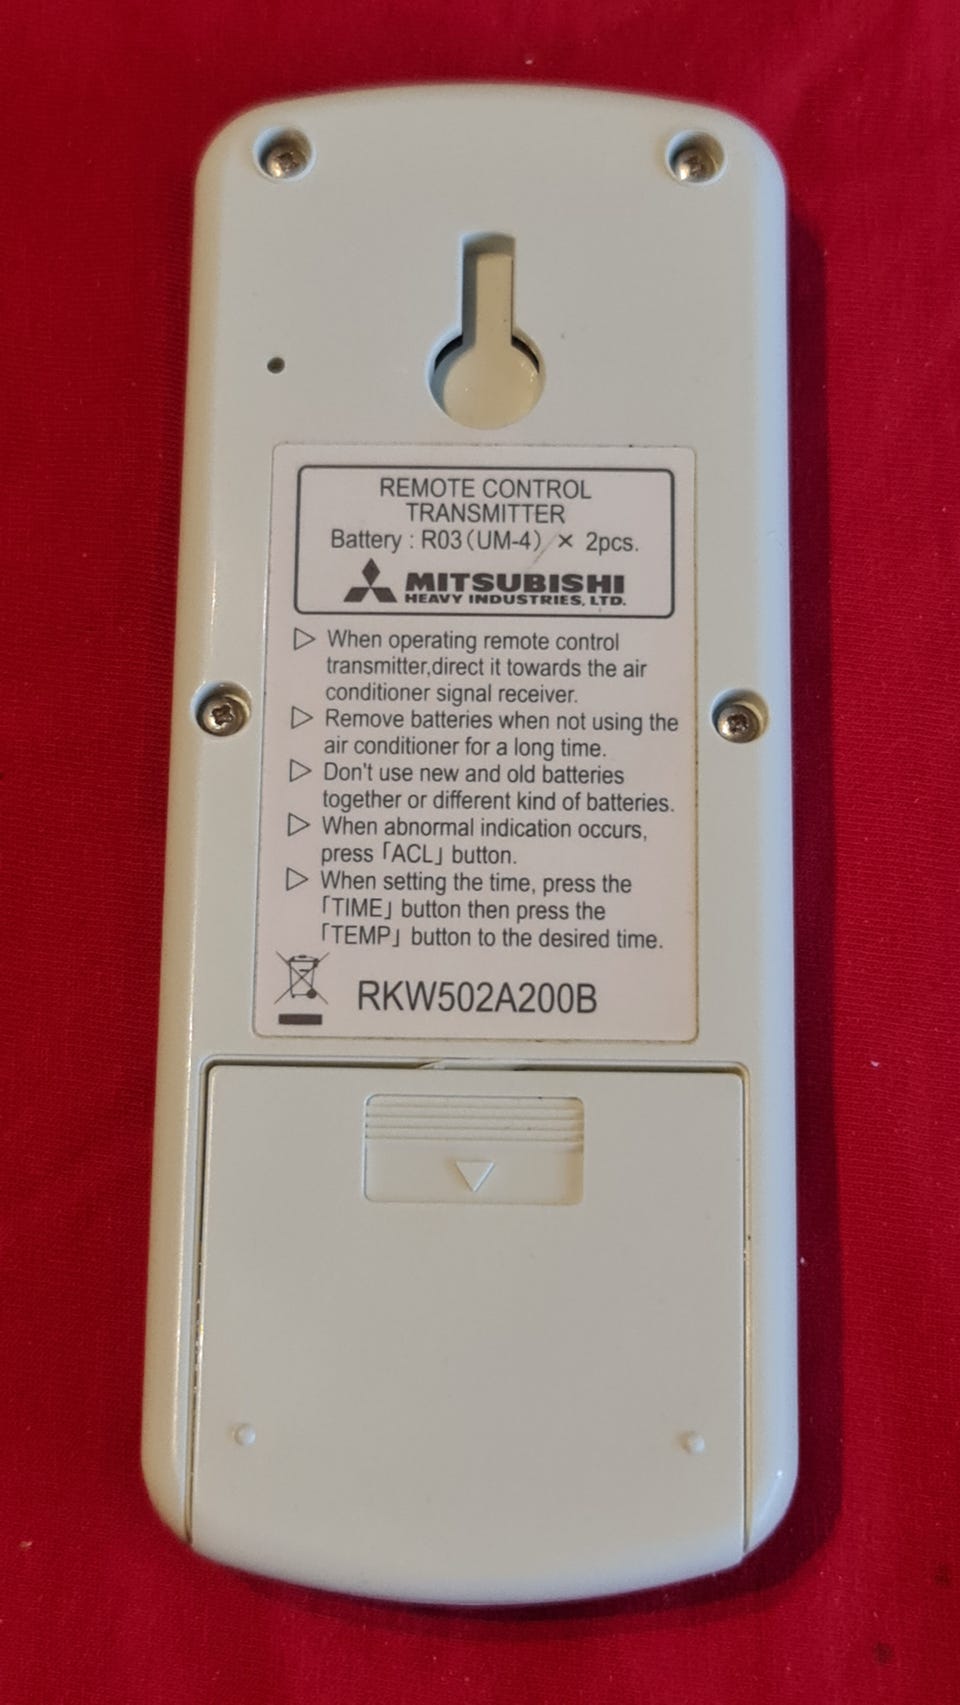 REMOTE CONTROL
TRANSMITTER
Battery : R03（UM-4） × 2pcs.
MITSUBISHI
HEAVY INDUSTRIES, LTD.
▷ When operating remote control
transmitter,direct it towards the air
conditioner signal receiver.
▷ Remove batteries when not using the
air conditioner for a long time.
▷ Don't use new and old batteries
together or different kind of batteries.
▷ When abnormal indication occurs,
press「ACL」button.
▷ When setting the time, press the
「TIME」button then press the
「TEMP」button to the desired time.
RKW502A200B